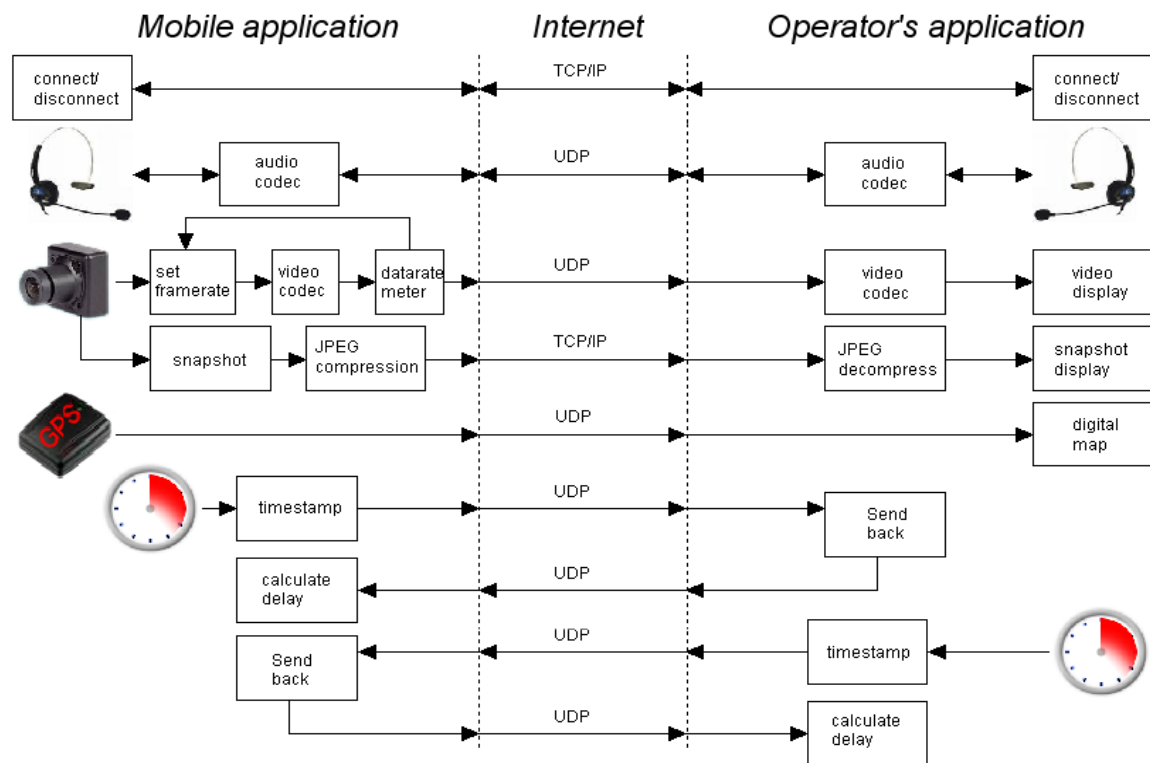 Mobile application
Internet
Operator's application
connect/
disconnect
TCP/IP
connect/
disconnect
audio
codec
UDP
audio
codec
set
framerate
video
codec
datarate
meter
UDP
video
codec
video
display
snapshot
JPEG
compression
TCP/IP
JPEG
decompress
snapshot
display
GPS
UDP
digital
map
timestamp
UDP
Send
back
calculate
delay
UDP
Send
back
UDP
timestamp
UDP
calculate
delay